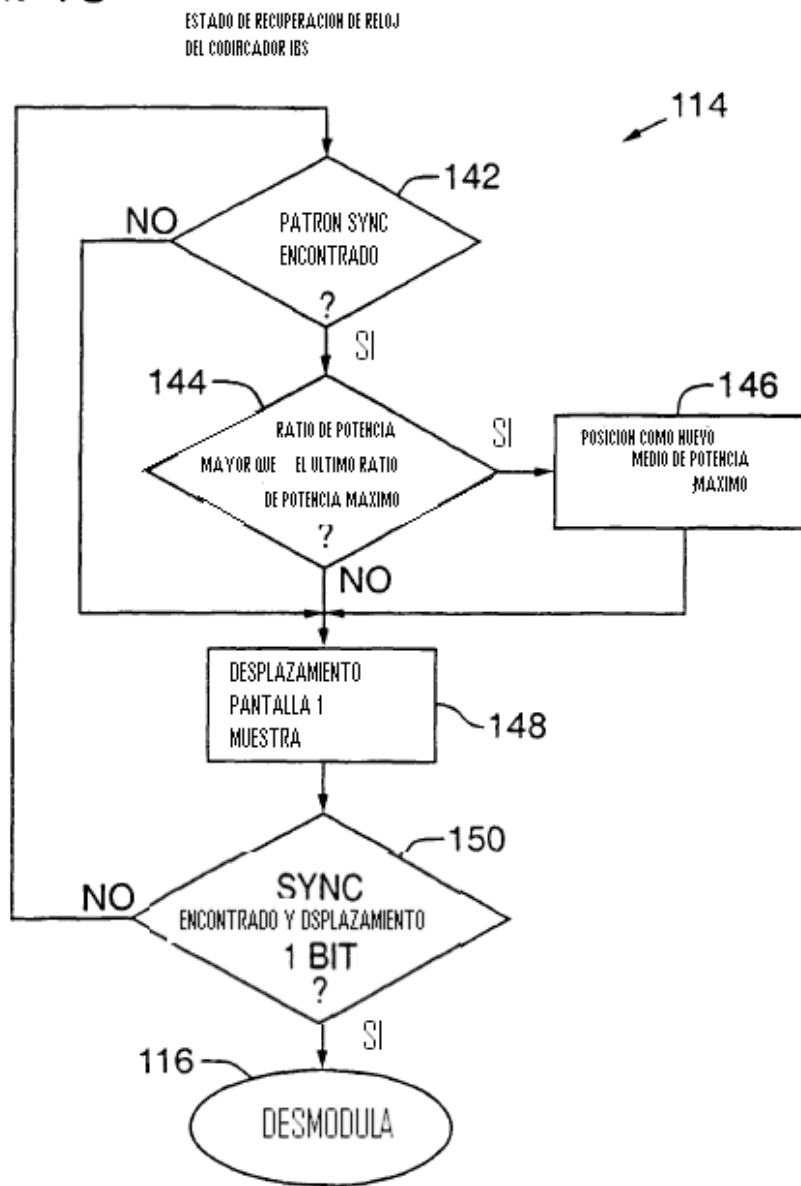 ESTADO DE RECUPERACION DE RELOJ
DEL CODIFICADOR IBS
114
142
NO
PATRON SYNC
ENCONTRADO
?
SI
144
146
RATIO DE POTENCIA
MAYOR QUE EL ULTIMO RATIO
DE POTENCIA MAXIMO
?
SI
POSICION COMO NUEVO
MEDIO DE POTENCIA
MAXIMO
NO
DESPLAZAMIENTO
PANTALLA 1
MUESTRA
148
150
NO
SYNC
ENCONTRADO Y DSPLAZAMIENTO
1 BIT
?
SI
116
DESMODULA